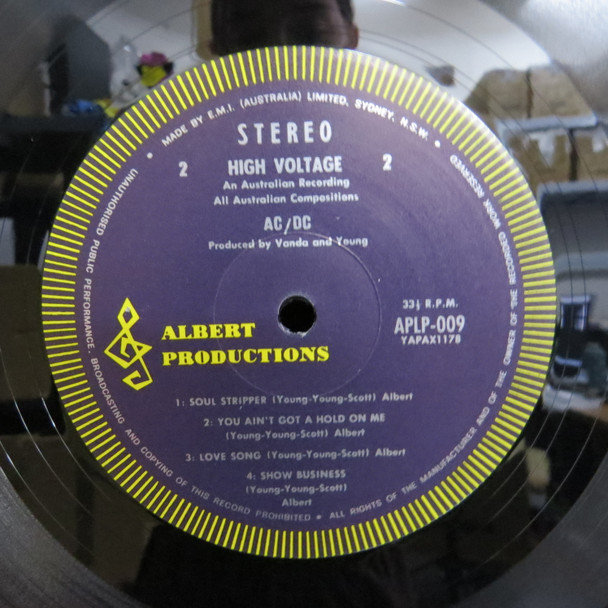 MADE BY E.M.I. (AUSTRALIA) LIMITED, SYDNEY, N.S.W.
STEREO
2 HIGH VOLTAGE 2
An Australian Recording
All Australian Compositions
AC/DC
Produced by Vanda and Young
33⅓ R.P.M.
APLP-009
YAPAX1178
ALBERT
PRODUCTIONS
1: SOUL STRIPPER (Young-Young-Scott) Albert
2: YOU AIN'T GOT A HOLD ON ME
(Young-Young-Scott) Albert
3: LOVE SONG (Young-Young-Scott) Albert
4: SHOW BUSINESS
(Young-Young-Scott)
Albert
UNAUTHORISED PUBLIC PERFORMANCE, BROADCASTING AND COPYING OF THIS RECORD PROHIBITED • ALL RIGHTS OF THE MANUFACTURER AND OF THE OWNER OF THE RECORDED WORK RESERVED